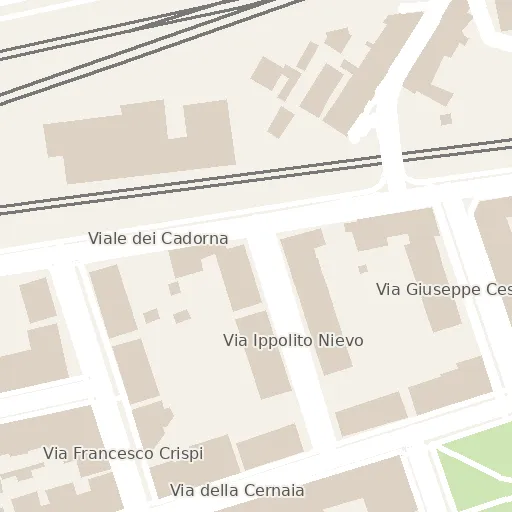 Viale dei Cadorna
Via Giuseppe Ces
Via Ippolito Nievo
Via Francesco Crispi
Via della Cernaia